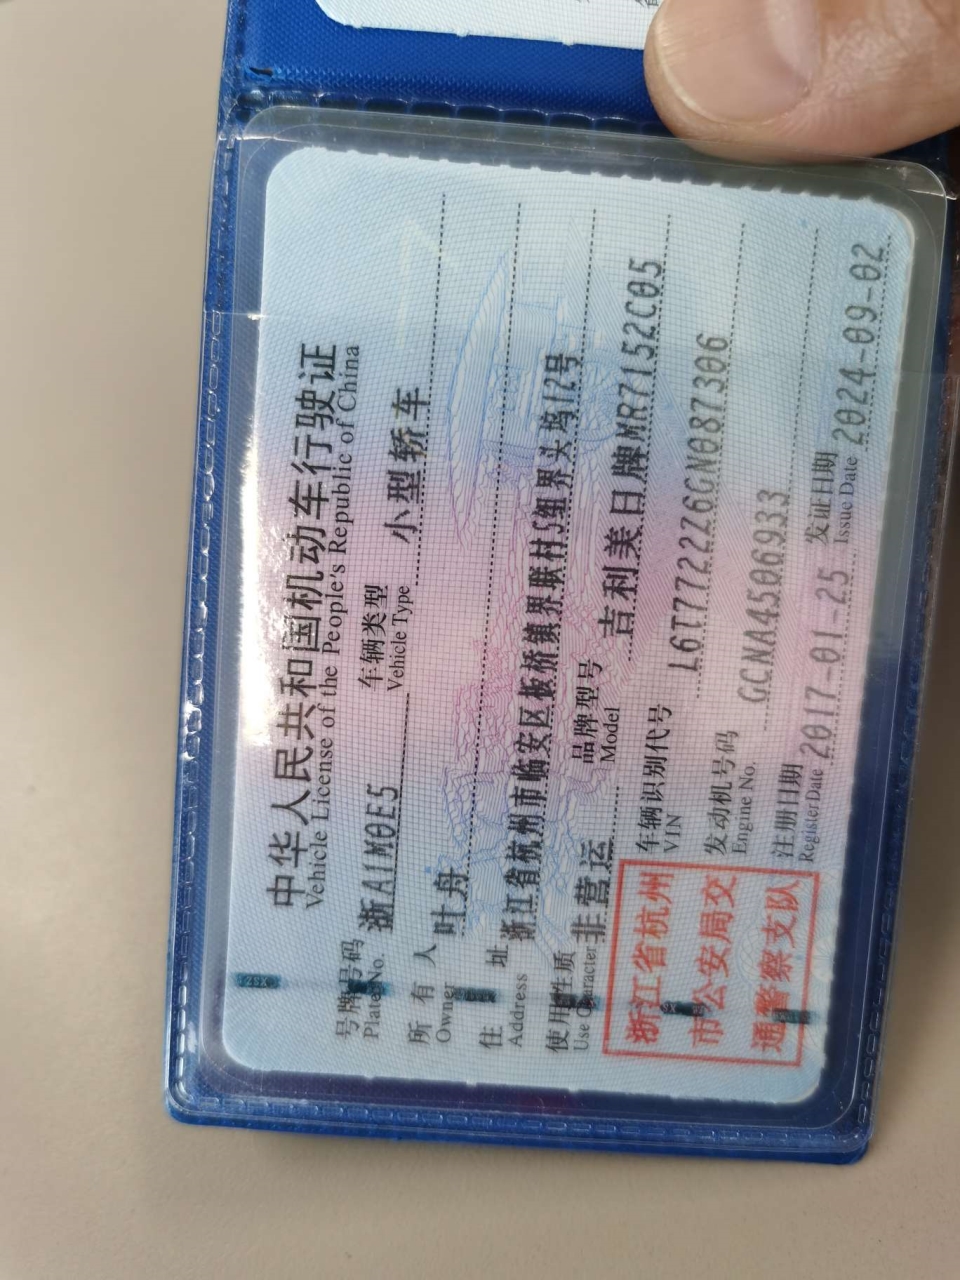 中华人民共和国机动车行驶证
Vehicle License of the People's Republic of China
号牌号码 浙A1M0E5 车辆类型 小型轿车
Plate No. Vehicle Type
所有人 叶舟
Owner
住址 浙江省杭州市临安区板桥镇界联村5组界头坞12号
Address
使用性质 非营运 品牌型号 吉利美日牌MR7152C05
Use Character Model
浙江省杭州
市公安局交
通警察支队
车辆识别代号 L6T7722Z6GN087306
VIN
发动机号码 GCNA4506933
Engine No.
注册日期 2017-01-25 发证日期 2024-09-02
Register Date Issue Date